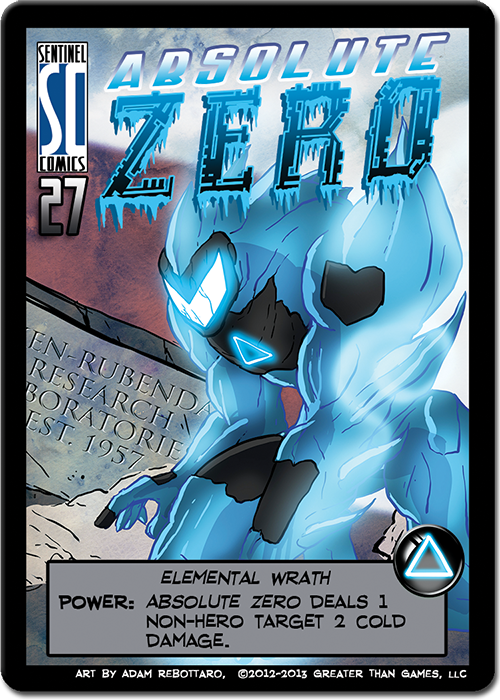 SENTINEL
SC
COMICS
27
ABSOLUTE
ZERO
EN-RUBENDA
RESEARCH
BORATORIE
EST. 1957
ELEMENTAL WRATH
POWER: ABSOLUTE ZERO DEALS 1
NON-HERO TARGET 2 COLD
DAMAGE.
ART BY ADAM REBOTTARO, ©2012-2013 GREATER THAN GAMES, LLC